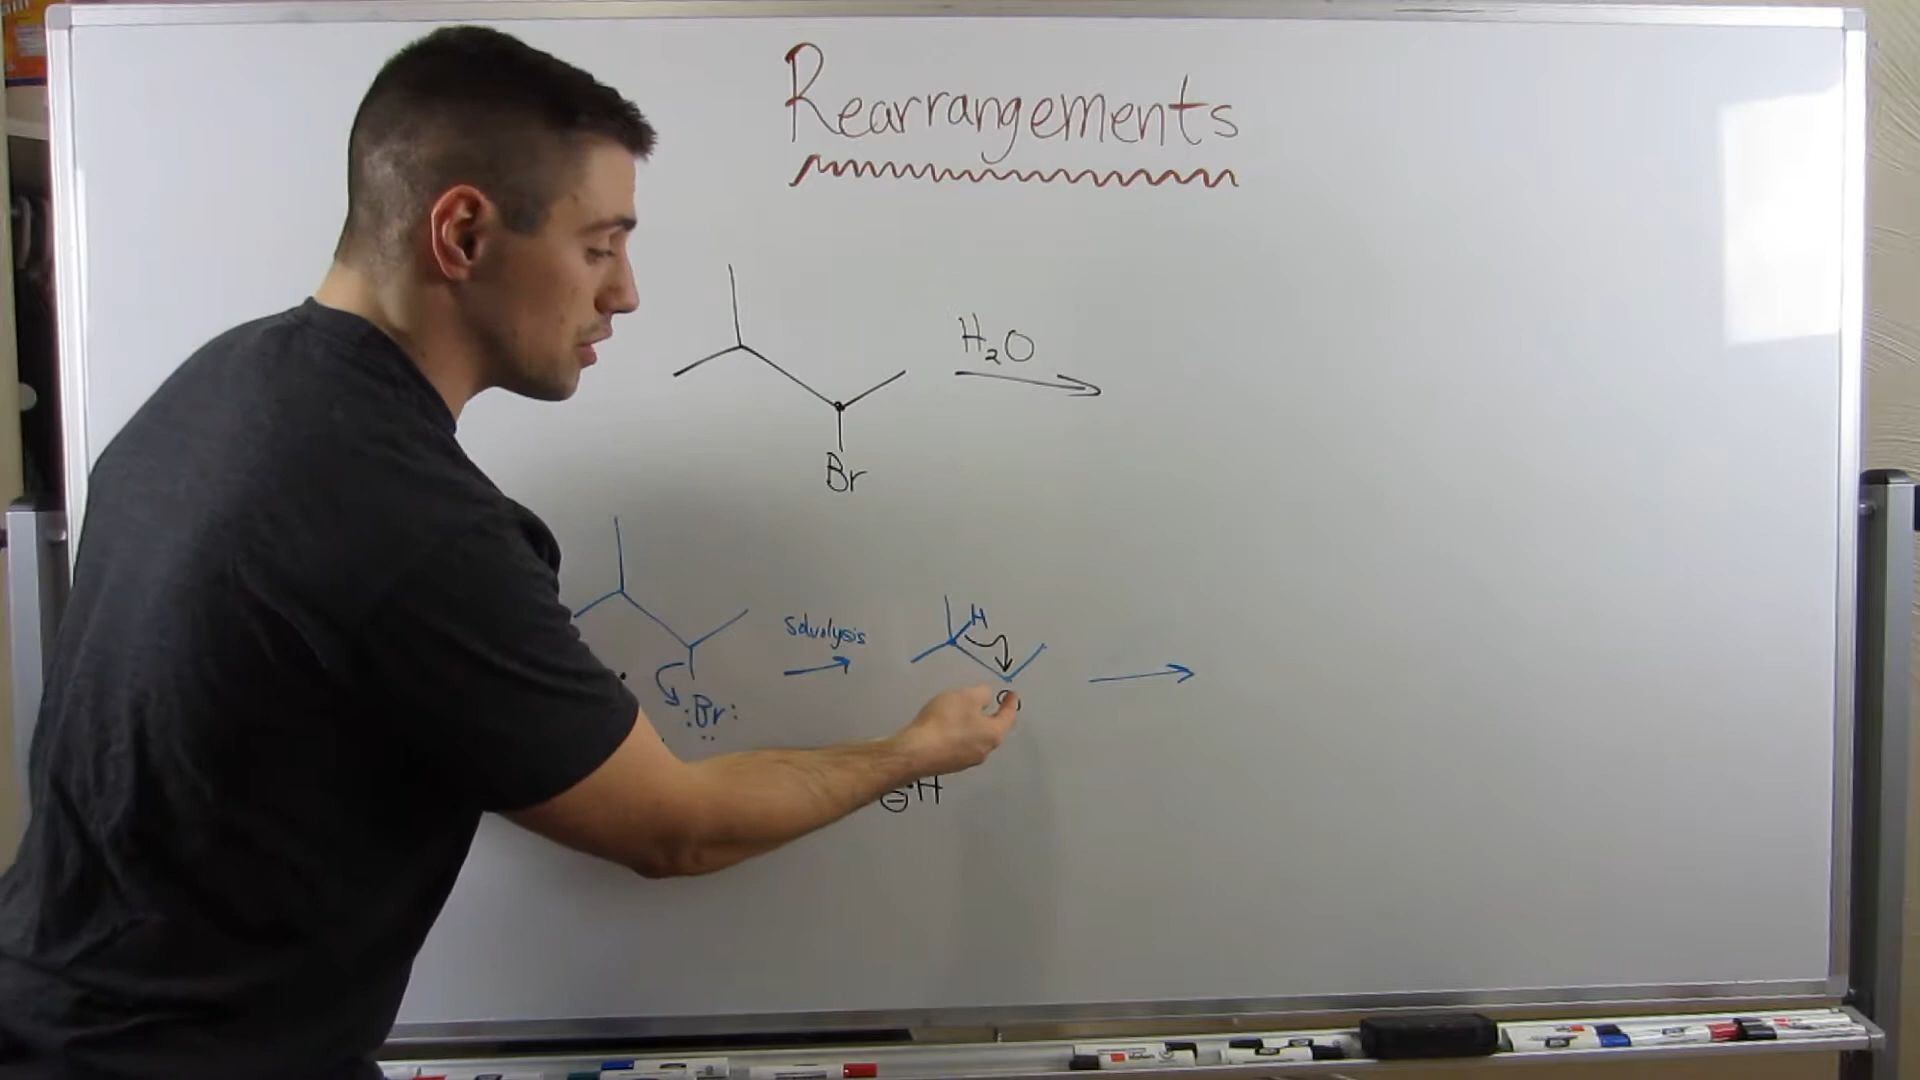 Rearrangements
H₂O
Br
Solvolysis
H
:Br:
⊖:H